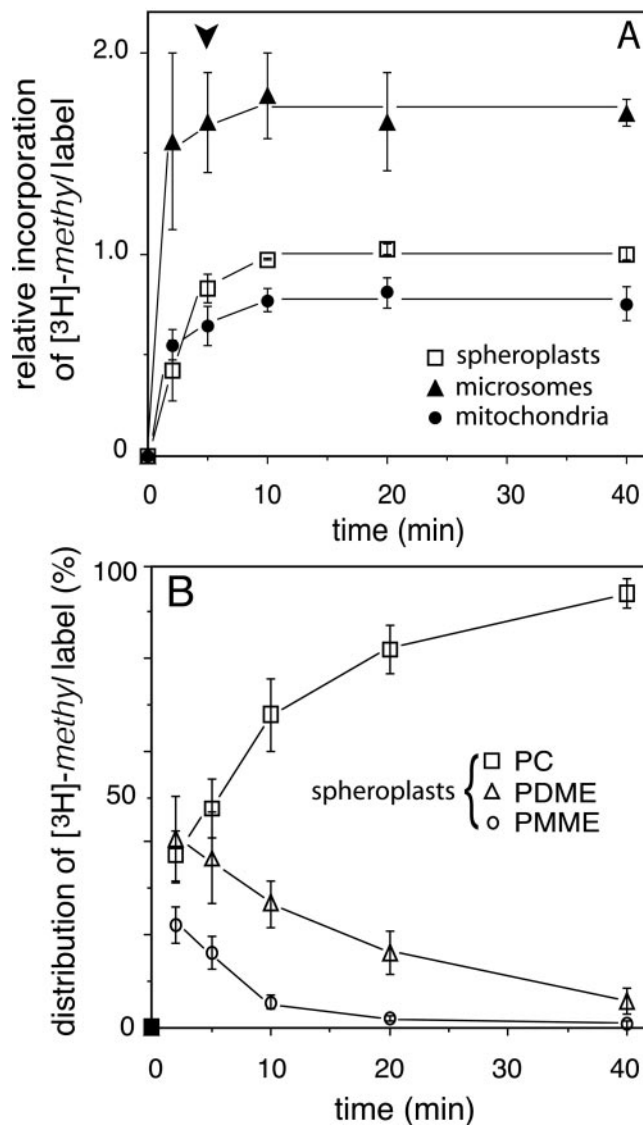 A
relative incorporation
of [³H]-methyl label
2.0
1.0
0
□ spheroplasts
▲ microsomes
● mitochondria
0 10 20 30 40
time (min)
B
distribution of [³H]-methyl label (%)
100
50
0
spheroplasts { □ PC
△ PDME
○ PMME
0 10 20 30 40
time (min)